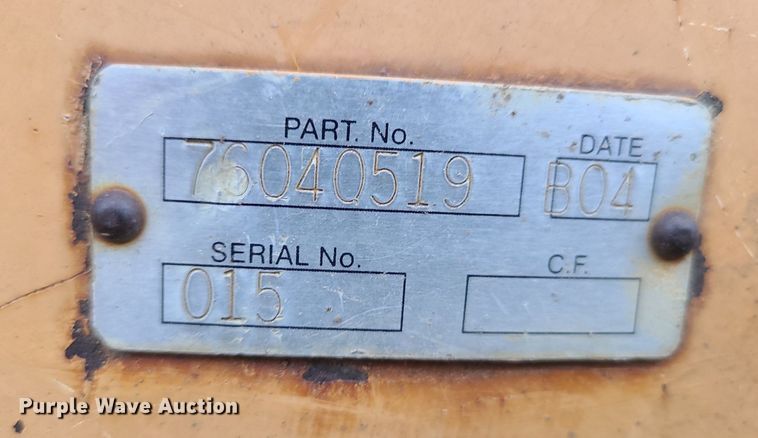 PART. No.
76040519
DATE
B04
SERIAL No.
015
C.F.
Purple Wave Auction